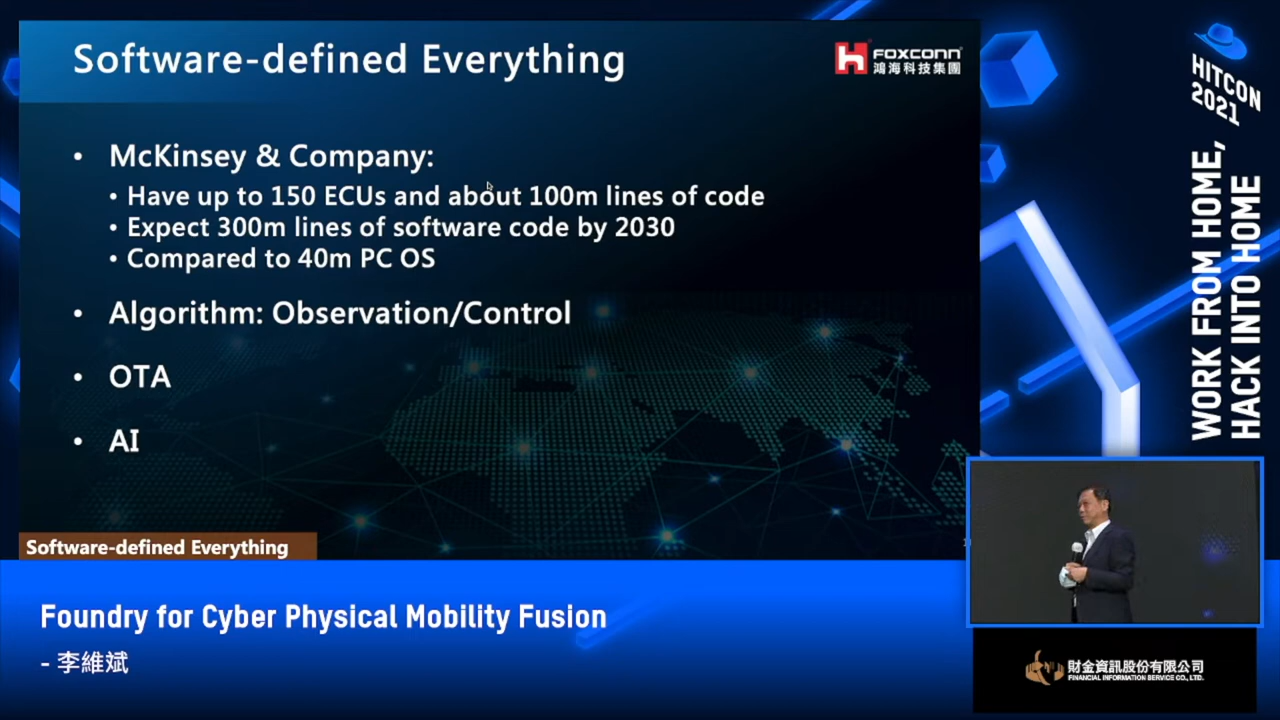 Software-defined Everything
FOXCONN
鴻海科技集團
• McKinsey & Company:
• Have up to 150 ECUs and about 100m lines of code
• Expect 300m lines of software code by 2030
• Compared to 40m PC OS
• Algorithm: Observation/Control
• OTA
• AI
Software-defined Everything
HITCON
2021
WORK FROM HOME,
HACK INTO HOME
Foundry for Cyber Physical Mobility Fusion
- 李維斌
財金資訊股份有限公司
FINANCIAL INFORMATION SERVICE CO., LTD.